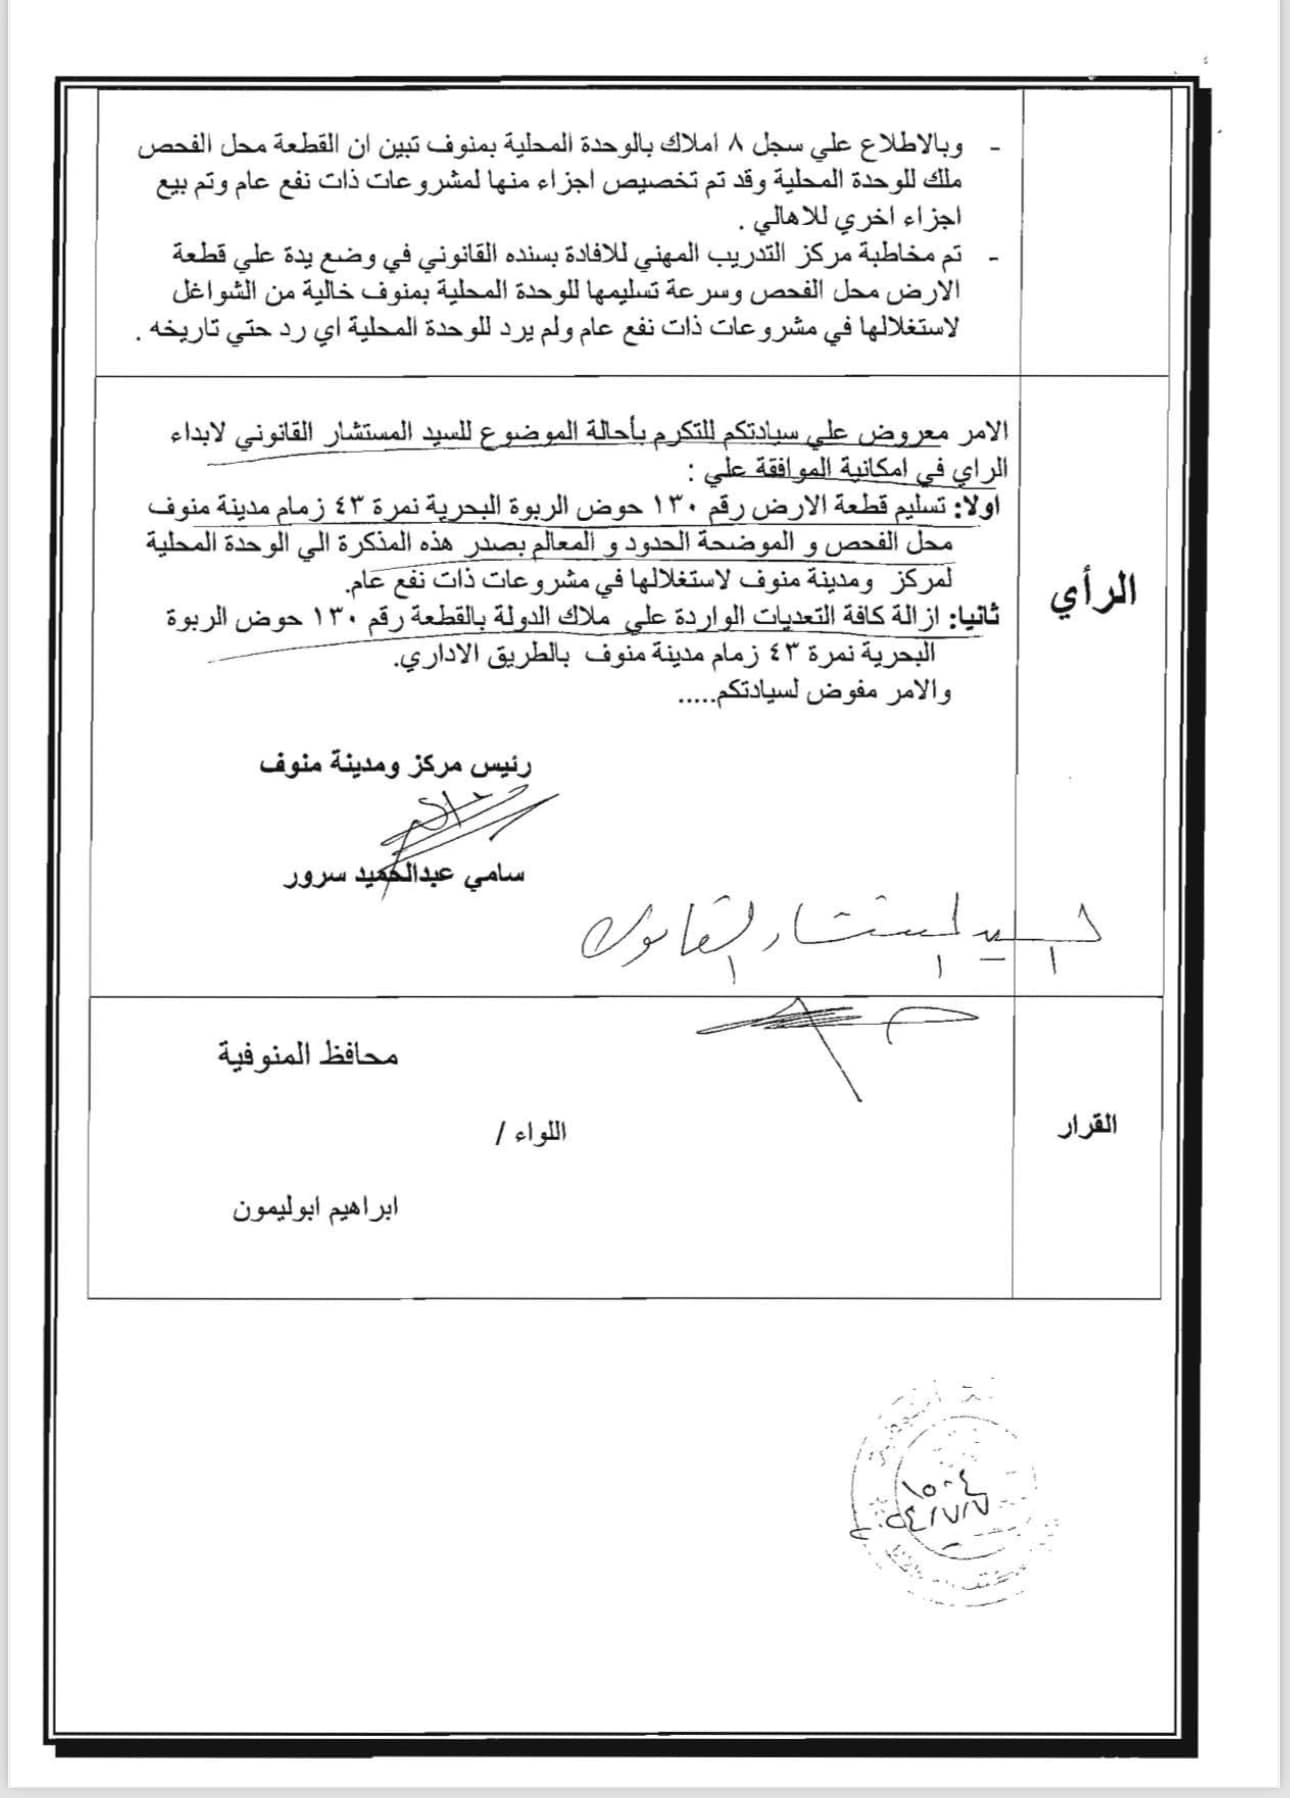 - وبالاطلاع علي سجل ٨ املاك بالوحدة المحلية بمنوف تبين ان القطعة محل الفحص
ملك للوحدة المحلية وقد تم تخصيص اجزاء منها لمشروعات ذات نفع عام وتم بيع
اجزاء اخري للاهالي .
- تم مخاطبة مركز التدريب المهني للافادة بسنده القانوني في وضع يدة علي قطعة
الارض محل الفحص وسرعة تسليمها للوحدة المحلية بمنوف خالية من الشواغل
لاستغلالها في مشروعات ذات نفع عام ولم يرد للوحدة المحلية اي رد حتي تاريخه .
الرأي
الامر معروض علي سيادتكم للتكرم بأحالة الموضوع للسيد المستشار القانوني لابداء
الراي في امكانية الموافقة علي :
اولا: تسليم قطعة الارض رقم ١٣٠ حوض الربوة البحرية نمرة ٤٣ زمام مدينة منوف
محل الفحص و الموضحة الحدود و المعالم بصدر هذه المذكرة الي الوحدة المحلية
لمركز ومدينة منوف لاستغلالها في مشروعات ذات نفع عام.
ثانيا: ازالة كافة التعديات الواردة علي ملاك الدولة بالقطعة رقم ١٣٠ حوض الربوة
البحرية نمرة ٤٣ زمام مدينة منوف بالطريق الاداري.
والامر مفوض لسيادتكم.....
رئيس مركز ومدينة منوف
سامي عبدالحميد سرور
السيد المستشار القانوني
القرار
محافظ المنوفية
اللواء /
ابراهيم ابوليمون